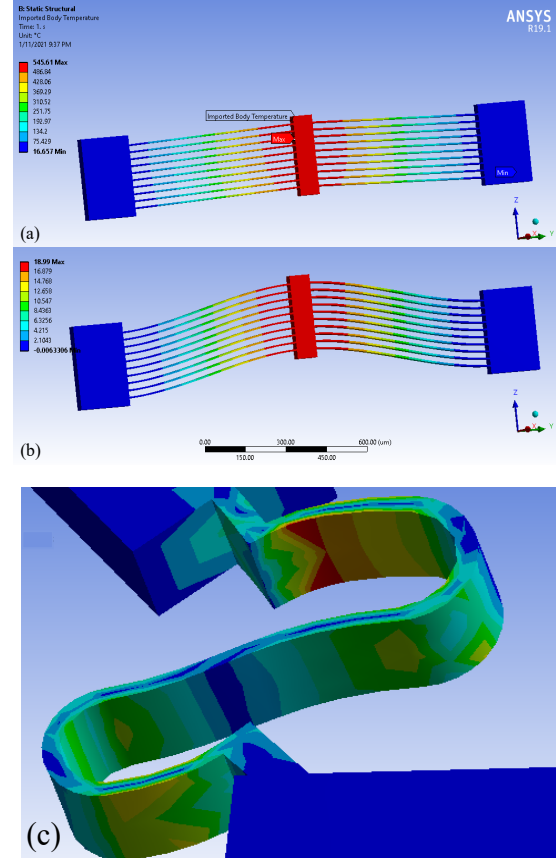 B: Static Structural
Imported Body Temperature
Time: 1. s
Unit: °C
1/11/2021 9:37 PM
ANSYS
R19.1
545.61 Max
486.84
428.06
369.29
310.52
251.75
192.97
134.2
75.429
16.657 Min
Imported Body Temperature
Max
Min
Z
X
Y
(a)
18.99 Max
16.879
14.768
12.658
10.547
8.4363
6.3256
4.215
2.1043
-0.0063306
Z
X
Y
0.00
300.00
600.00 (um)
150.00
450.00
(b)
(c)